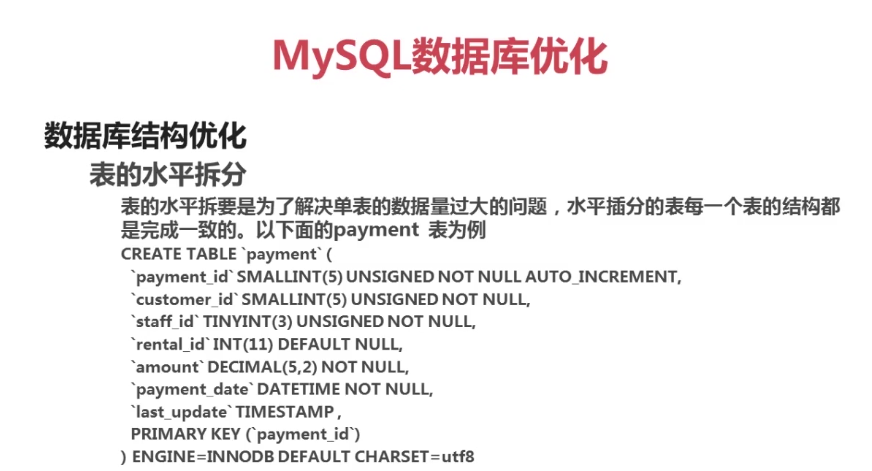 MySQL数据库优化
数据库结构优化
表的水平拆分
表的水平拆要是为了解决单表的数据量过大的问题，水平插分的表每一个表的结构都
是完成一致的。以下面的payment 表为例
CREATE TABLE `payment` (
`payment_id` SMALLINT(5) UNSIGNED NOT NULL AUTO_INCREMENT,
`customer_id` SMALLINT(5) UNSIGNED NOT NULL,
`staff_id` TINYINT(3) UNSIGNED NOT NULL,
`rental_id` INT(11) DEFAULT NULL,
`amount` DECIMAL(5,2) NOT NULL,
`payment_date` DATETIME NOT NULL,
`last_update` TIMESTAMP ,
PRIMARY KEY (`payment_id`)
) ENGINE=INNODB DEFAULT CHARSET=utf8